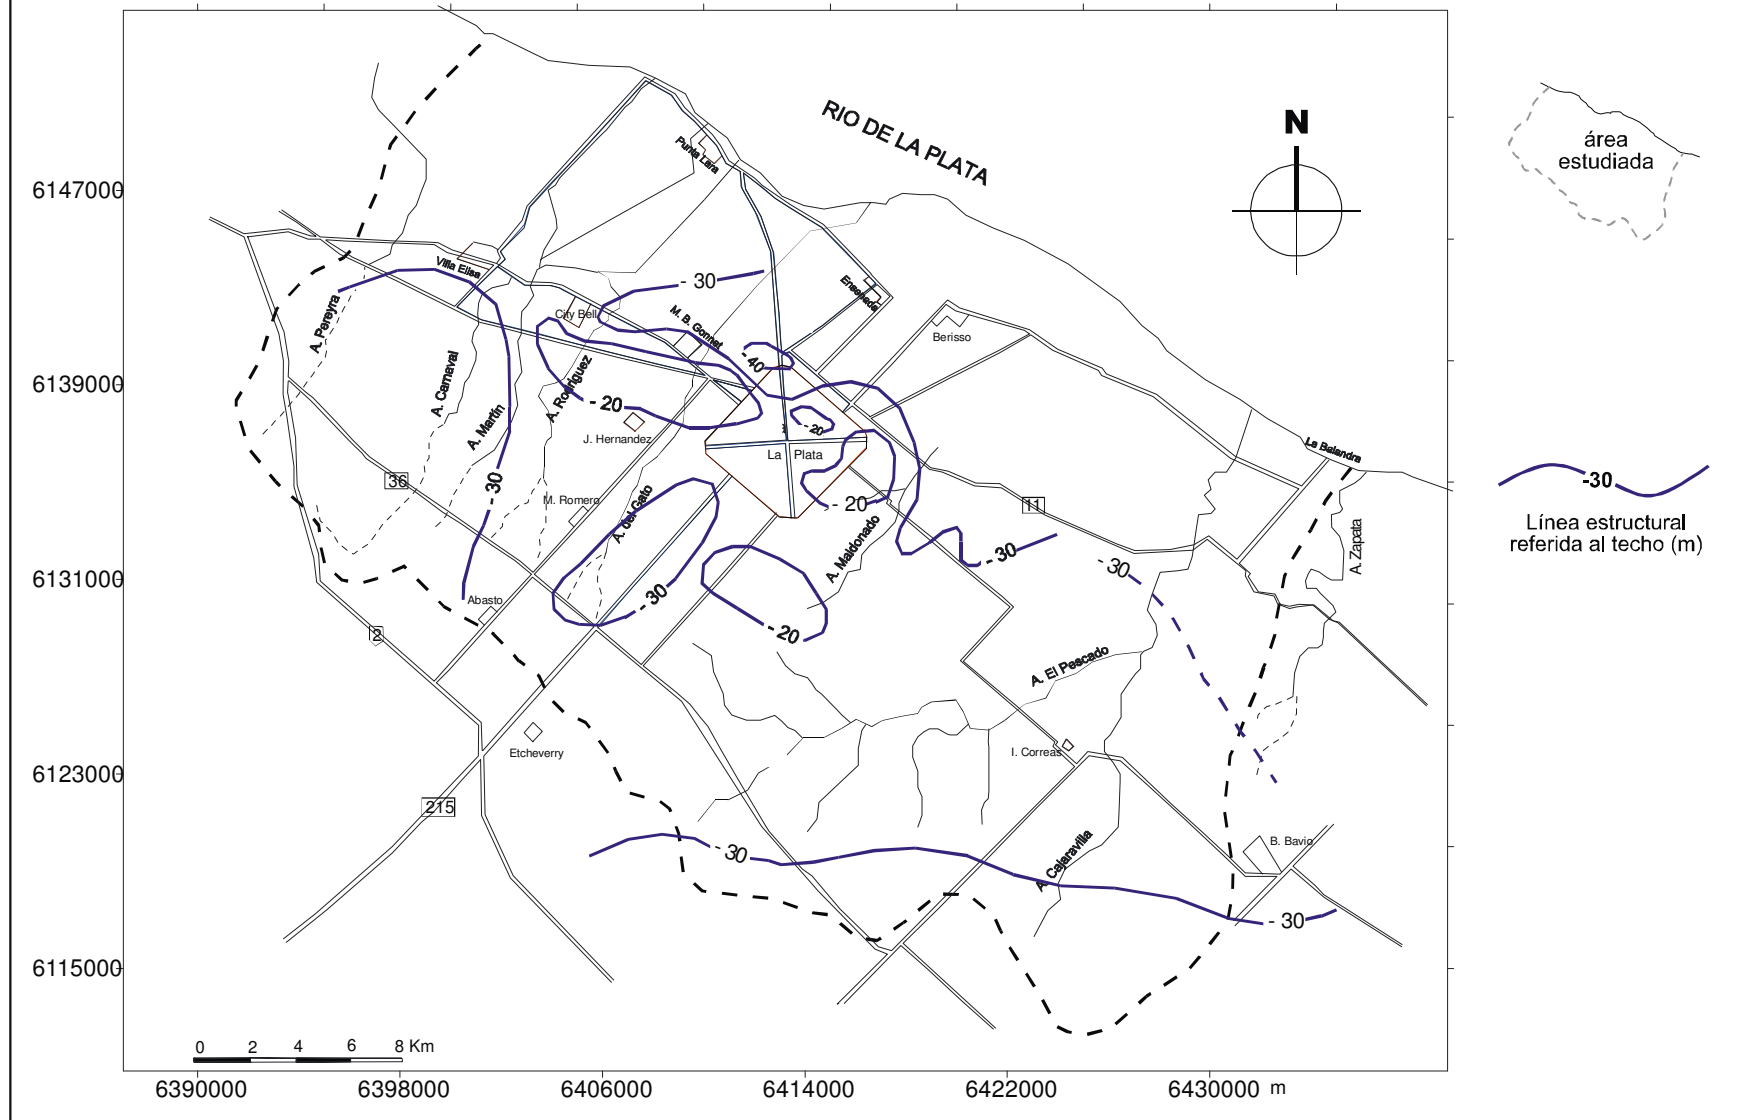 RIO DE LA PLATA
N
área
estudiada
6147000
6139000
6131000
6123000
6115000
Punta Lara
Villa Elisa
- 30
Ensenada
A. Pereyra
City Bell
M. B. Gonnet
Berisso
- 40
A. Carnaval
A. Rodriguez
- 20
A. Martín
J. Hernandez
- 20
La Plata
La Balandra
36
- 30
M. Romero
A. del Gato
- 20
11
-30
Línea estructural
referida al techo (m)
A. Maldonado
- 30
- 30
A. Zapata
Abasto
- 30
2
- 20
A. El Pescado
Etcheverry
I. Correas
215
- 30
A. Cajaravilla
B. Bavio
- 30
0 2 4 6 8 Km
6390000 6398000 6406000 6414000 6422000 6430000 m